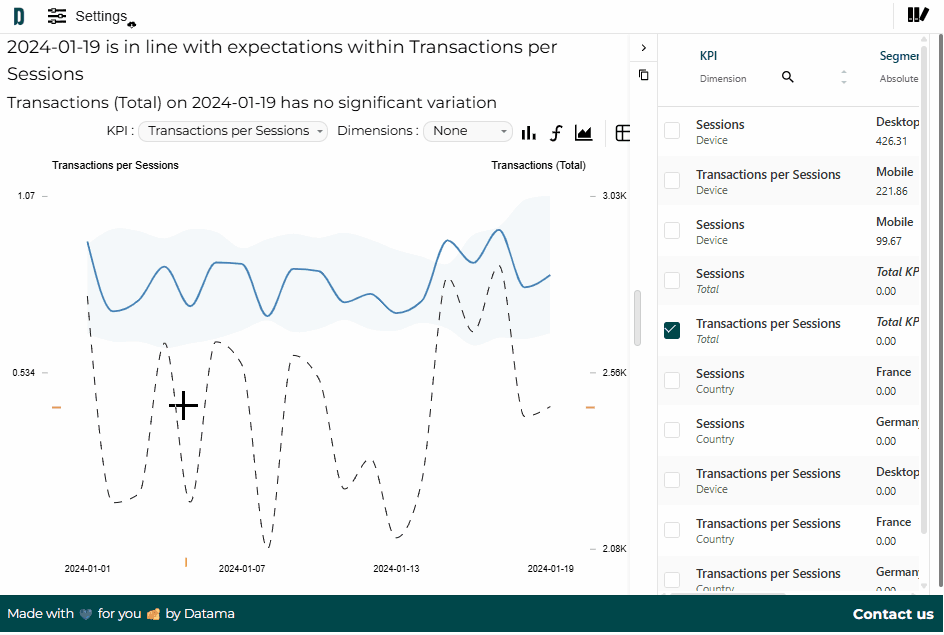 Settings
2024-01-19 is in line with expectations within Transactions per
Sessions
Transactions (Total) on 2024-01-19 has no significant variation
KPI : Transactions per Sessions Dimensions : None
Transactions per Sessions Transactions (Total)
1.07 3.03K
0.534 2.56K
2.08K
2024-01-01 2024-01-07 2024-01-13 2024-01-19
KPI Segmer
Dimension Absolute
Sessions Desktop
Device 426.31
Transactions per Sessions Mobile
Device 221.86
Sessions Mobile
Device 99.67
Sessions Total KP
Total 0.00
Transactions per Sessions Total KP
Total 0.00
Sessions France
Country 0.00
Sessions German
Country 0.00
Transactions per Sessions Desktop
Device 0.00
Transactions per Sessions France
Country 0.00
Transactions per Sessions German
Country 0.00
Made with 🖤 for you by Datama
Contact us